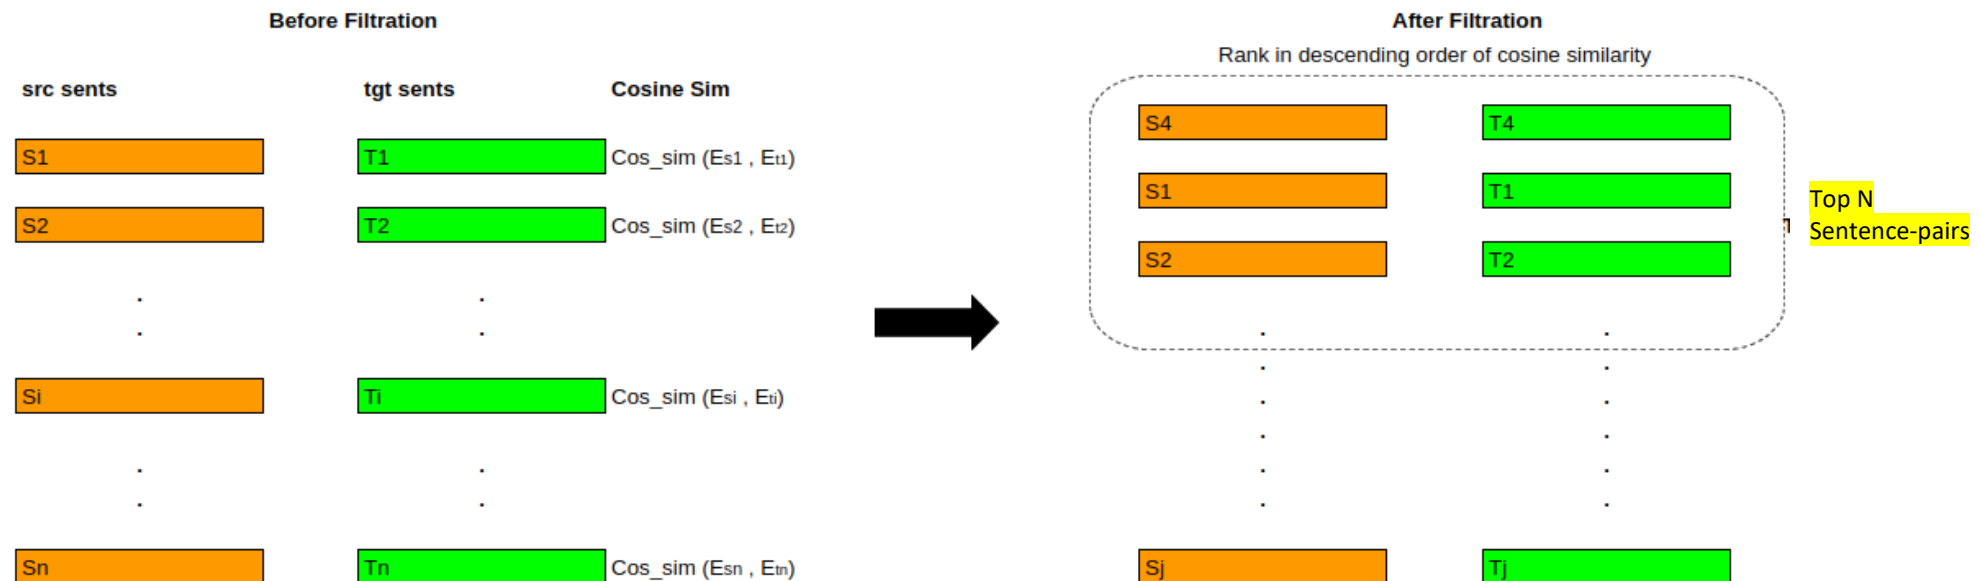 Before Filtration
src sents tgt sents Cosine Sim
S1 T1 Cos_sim (Es1 , Et1)
S2 T2 Cos_sim (Es2 , Et2)
. .
. .
Si Ti Cos_sim (Esi , Eti)
. .
. .
Sn Tn Cos_sim (Esn , Etn)
After Filtration
Rank in descending order of cosine similarity
S4 T4
S1 T1
S2 T2
. .
. .
. .
. .
. .
. .
Sj Tj
Top N
Sentence-pairs